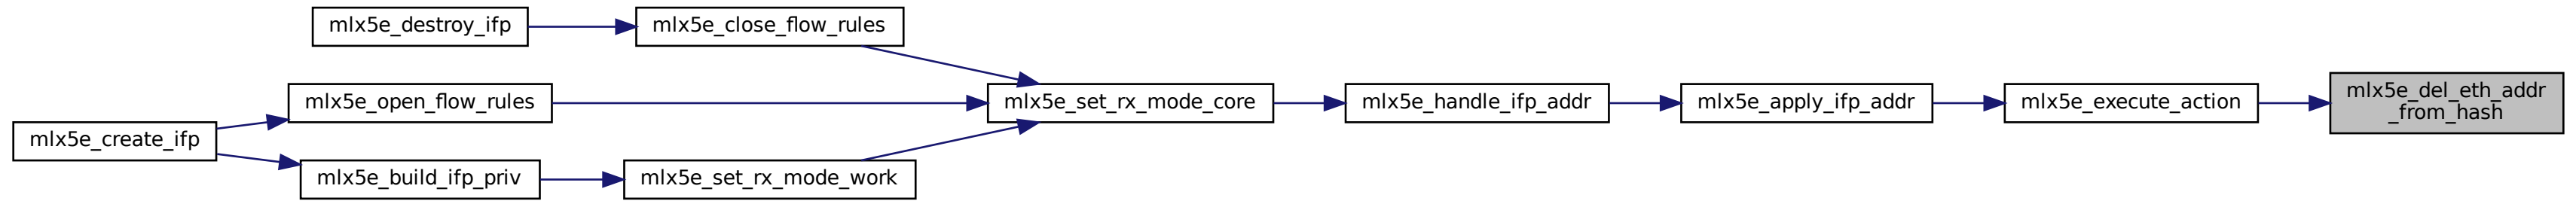 mlx5e_destroy_ifp
mlx5e_close_flow_rules
mlx5e_open_flow_rules
mlx5e_set_rx_mode_core
mlx5e_handle_ifp_addr
mlx5e_apply_ifp_addr
mlx5e_execute_action
mlx5e_del_eth_addr
_from_hash
mlx5e_create_ifp
mlx5e_build_ifp_priv
mlx5e_set_rx_mode_work